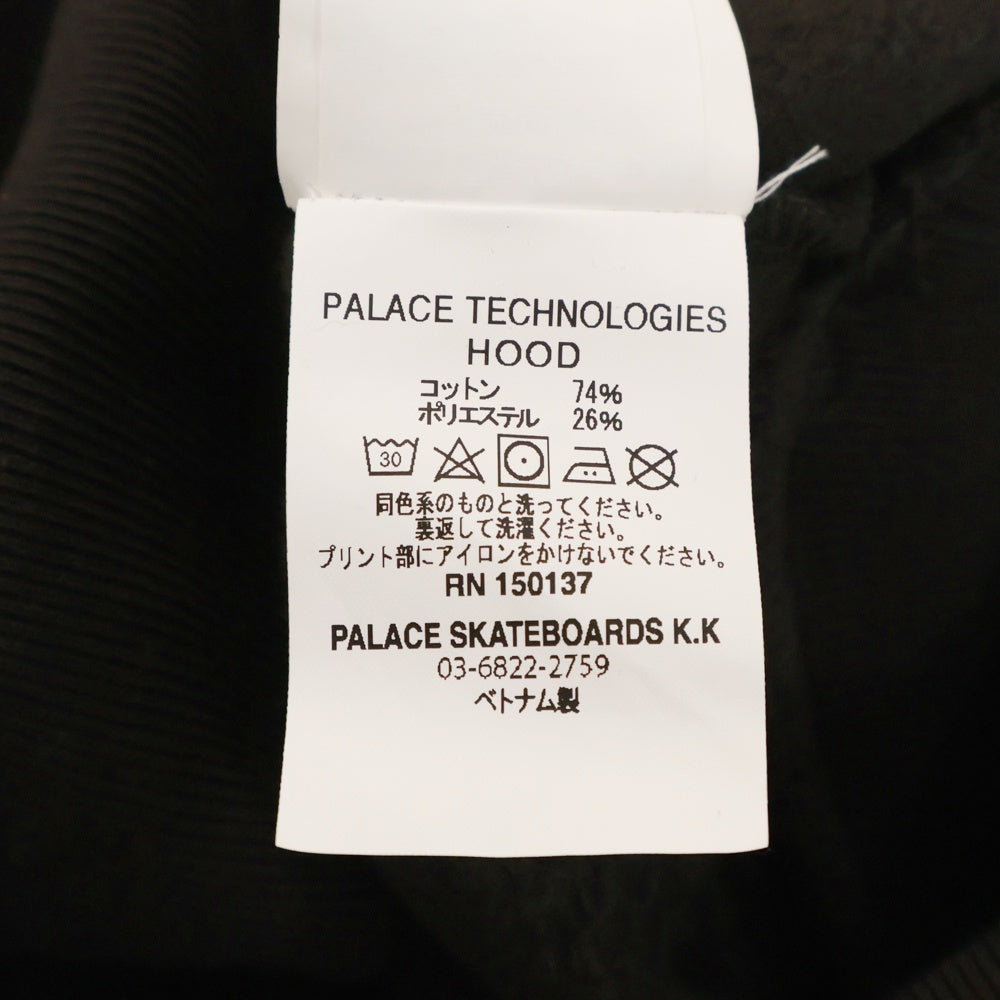 PALACE TECHNOLOGIES
HOOD
コットン 74%
ポリエステル 26%
30
同色系のものと洗ってください。
裏返して洗濯ください。
プリント部にアイロンをかけないでください。
RN 150137
PALACE SKATEBOARDS K.K
03-6822-2759
ベトナム製